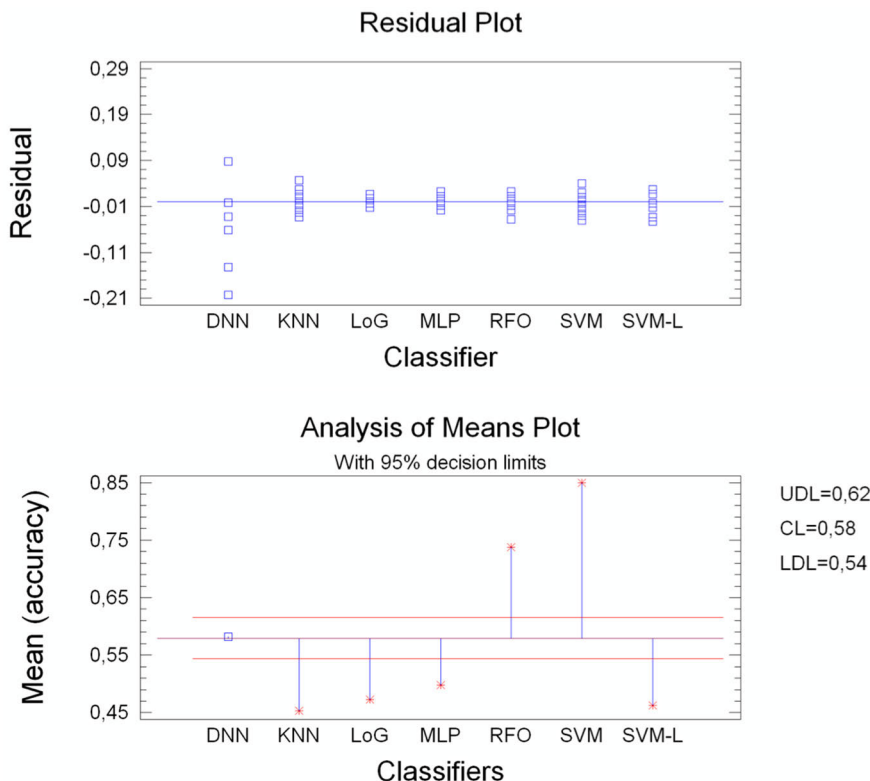 Residual Plot
Residual
0,29
0,19
0,09
-0,01
-0,11
-0,21
DNN KNN LoG MLP RFO SVM SVM-L
Classifier
Analysis of Means Plot
With 95% decision limits
Mean (accuracy)
0,85
0,75
0,65
0,55
0,45
UDL=0,62
CL=0,58
LDL=0,54
DNN KNN LoG MLP RFO SVM SVM-L
Classifiers